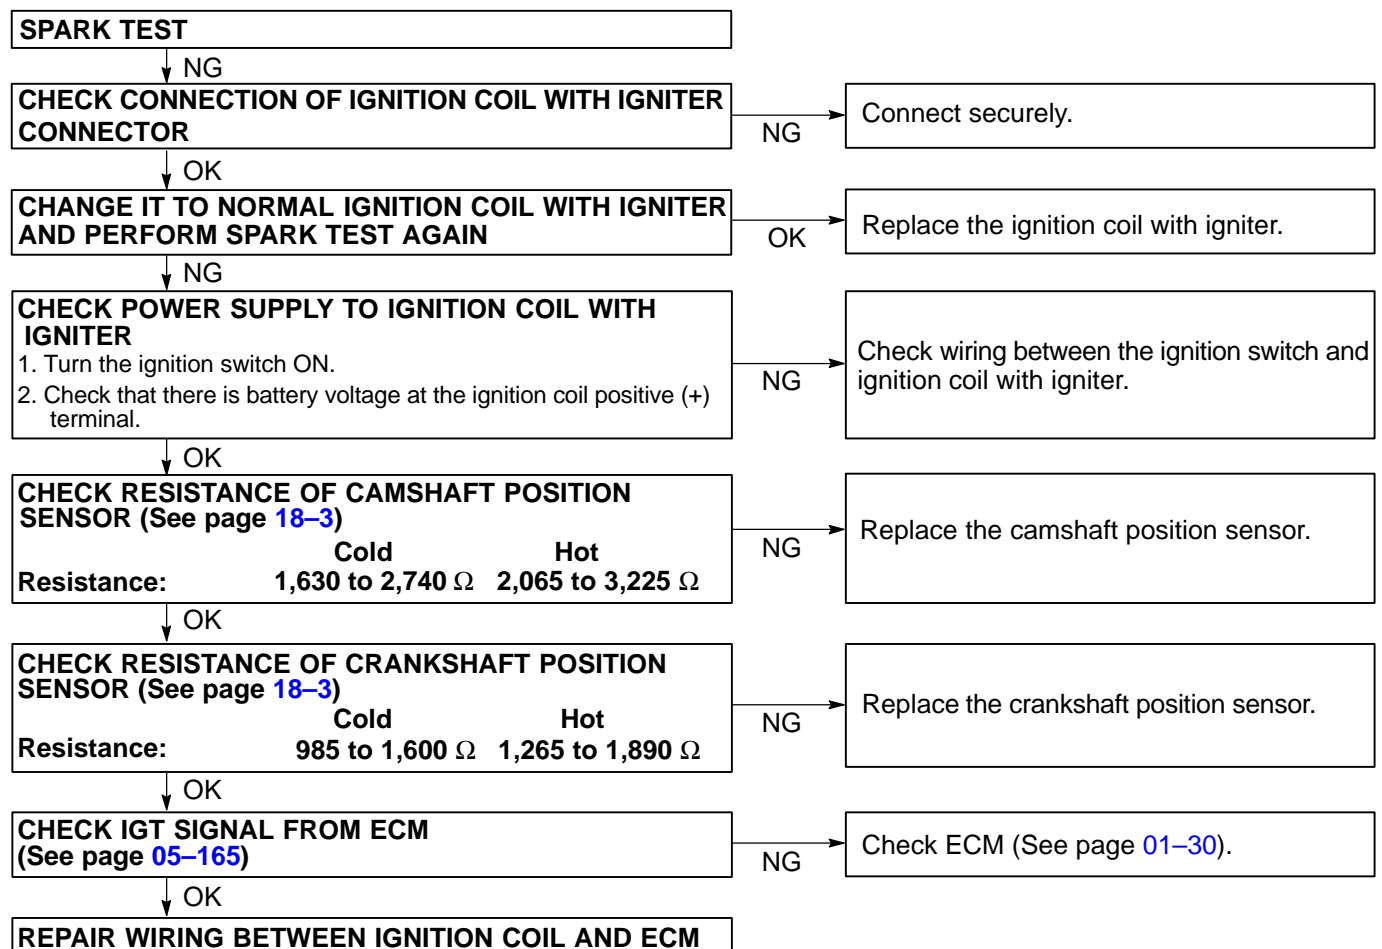 SPARK TEST
NG
CHECK CONNECTION OF IGNITION COIL WITH IGNITER
CONNECTOR
NG
Connect securely.
OK
CHANGE IT TO NORMAL IGNITION COIL WITH IGNITER
AND PERFORM SPARK TEST AGAIN
OK
Replace the ignition coil with igniter.
NG
CHECK POWER SUPPLY TO IGNITION COIL WITH
IGNITER
1. Turn the ignition switch ON.
2. Check that there is battery voltage at the ignition coil positive (+)
terminal.
NG
Check wiring between the ignition switch and
ignition coil with igniter.
OK
CHECK RESISTANCE OF CAMSHAFT POSITION
SENSOR (See page 18–3)
Cold Hot
Resistance: 1,630 to 2,740 Ω 2,065 to 3,225 Ω
NG
Replace the camshaft position sensor.
OK
CHECK RESISTANCE OF CRANKSHAFT POSITION
SENSOR (See page 18–3)
Cold Hot
Resistance: 985 to 1,600 Ω 1,265 to 1,890 Ω
NG
Replace the crankshaft position sensor.
OK
CHECK IGT SIGNAL FROM ECM
(See page 05–165)
NG
Check ECM (See page 01–30).
OK
REPAIR WIRING BETWEEN IGNITION COIL AND ECM